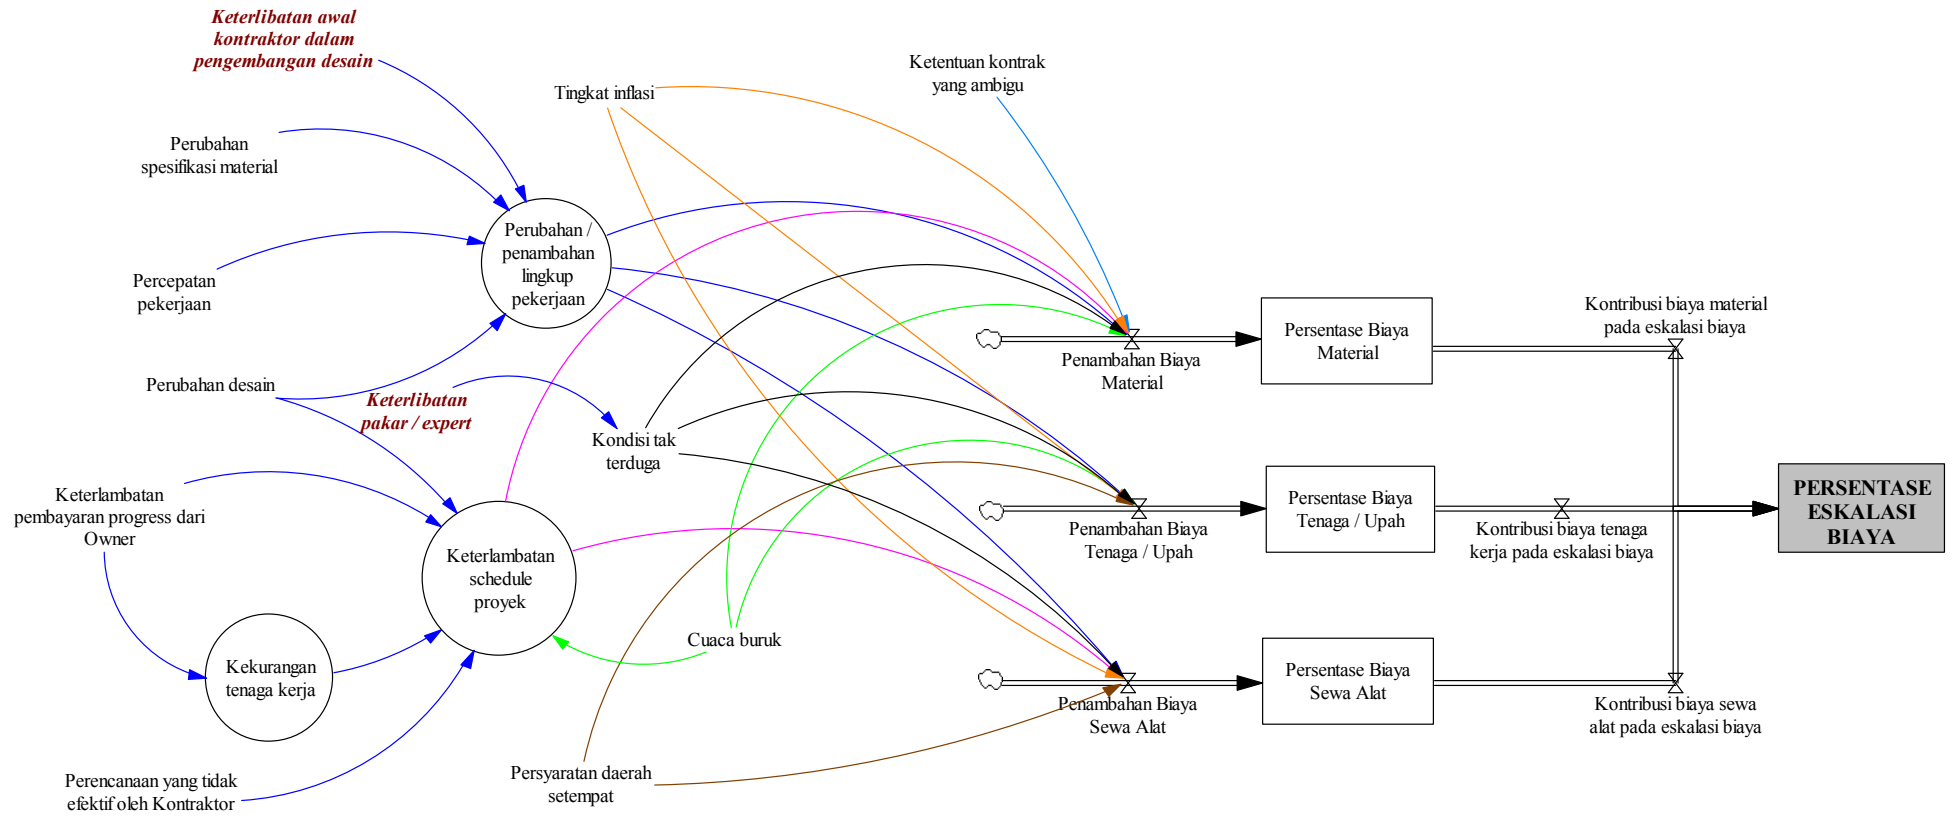 Keterlibatan awal
kontraktor dalam
pengembangan desain
Perubahan
spesifikasi material
Percepatan
pekerjaan
Perubahan desain
Keterlambatan
pembayaran progress dari
Owner
Kekurangan
tenaga kerja
Perencanaan yang tidak
efektif oleh Kontraktor
Perubahan /
penambahan
lingkup
pekerjaan
Keterlibatan
pakar / expert
Keterlambatan
schedule
proyek
Tingkat inflasi
Kondisi tak
terduga
Cuaca buruk
Persyaratan daerah
setempat
Ketentuan kontrak
yang ambigu
Penambahan Biaya
Material
Penambahan Biaya
Tenaga / Upah
Penambahan Biaya
Sewa Alat
Persentase Biaya
Material
Persentase Biaya
Tenaga / Upah
Persentase Biaya
Sewa Alat
Kontribusi biaya material
pada eskalasi biaya
Kontribusi biaya tenaga
kerja pada eskalasi biaya
Kontribusi biaya sewa
alat pada eskalasi biaya
PERSENTASE
ESKALASI
BIAYA